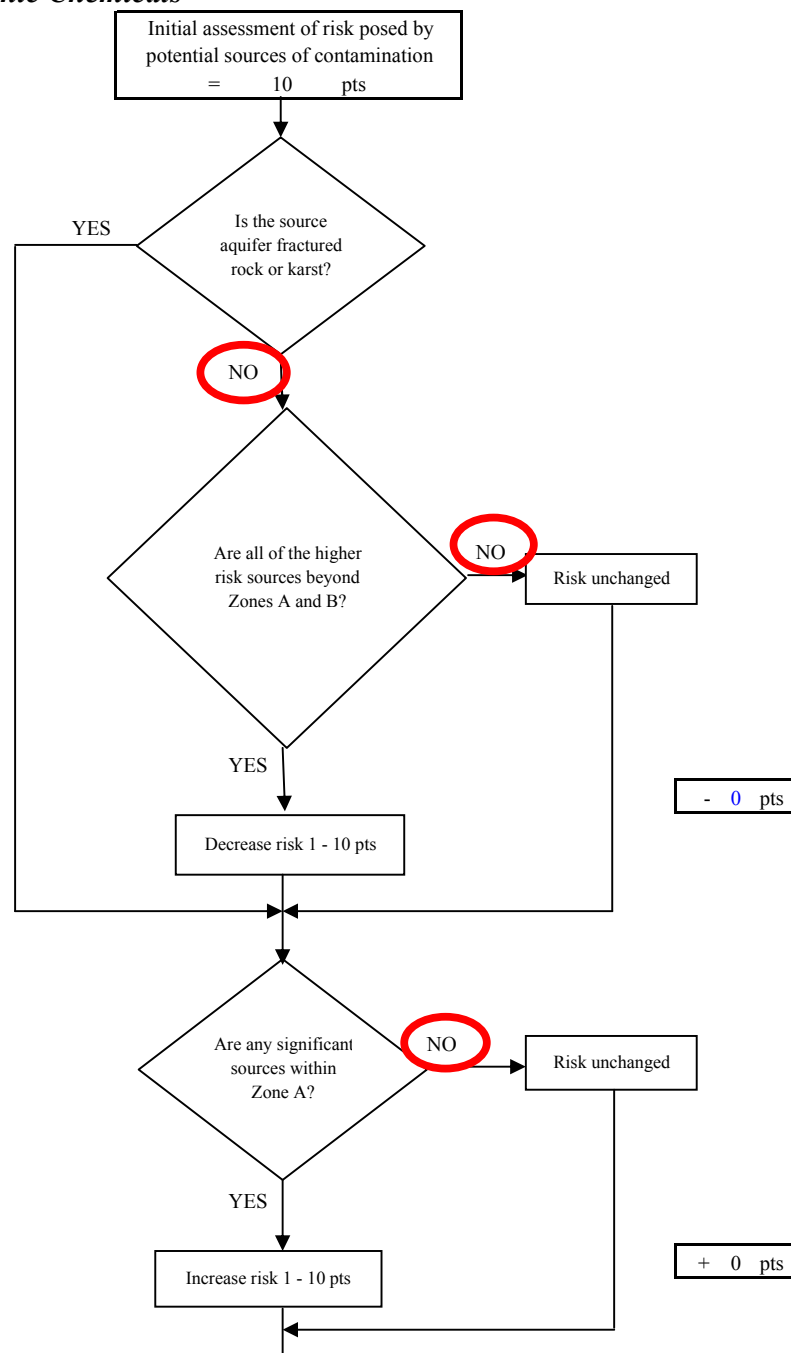 Chemicals
Initial assessment of risk posed by
potential sources of contamination
= 10 pts
YES
Is the source
aquifer fractured
rock or karst?
NO
Are all of the higher
risk sources beyond
Zones A and B?
NO
Risk unchanged
YES
- 0 pts
Decrease risk 1 - 10 pts
Are any significant
sources within
Zone A?
NO
Risk unchanged
YES
+ 0 pts
Increase risk 1 - 10 pts